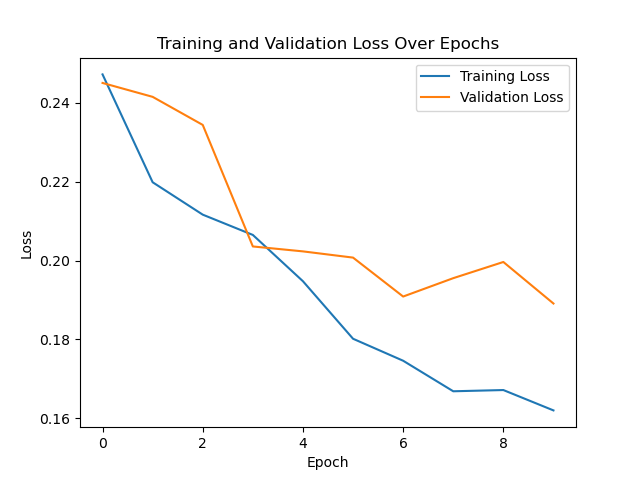 Training and Validation Loss Over Epochs
Training Loss
Validation Loss
0.24
0.22
0.20
0.18
0.16
Loss
0 2 4 6 8
Epoch